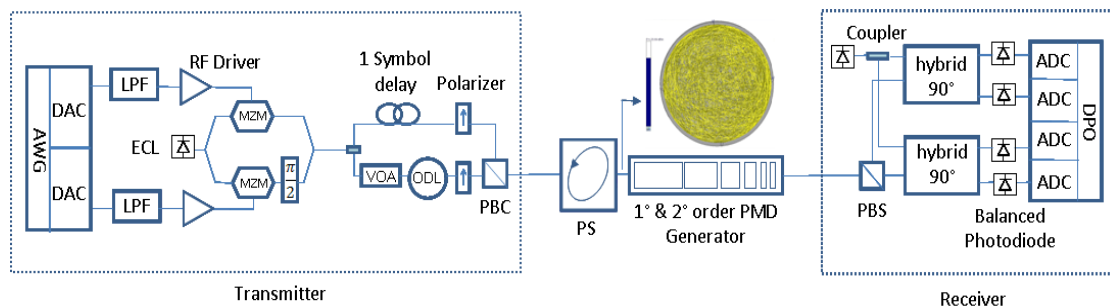 AWG
DAC
DAC
LPF
LPF
RF Driver
MZM
MZM
ECL
π/2
1 Symbol
delay
Polarizer
VOA
ODL
PBC
Transmitter
PS
1° & 2° order PMD
Generator
Coupler
hybrid
90°
hybrid
90°
PBS
Balanced
Photodiode
ADC
ADC
ADC
ADC
DPO
Receiver